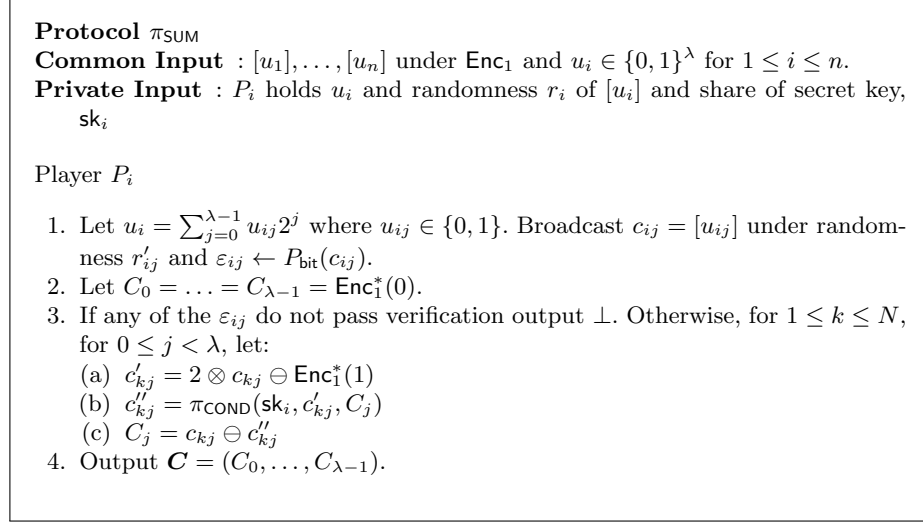 Protocol π_SUM
Common Input : [u_1], . . . , [u_n] under Enc_1 and u_i ∈ {0, 1}^λ for 1 ≤ i ≤ n.
Private Input : P_i holds u_i and randomness r_i of [u_i] and share of secret key,
sk_i
Player P_i
1. Let u_i = ∑_{j=0}^{λ−1} u_{ij}2^j where u_{ij} ∈ {0, 1}. Broadcast c_{ij} = [u_{ij}] under random-
ness r′_{ij} and ε_{ij} ← P_bit(c_{ij}).
2. Let C_0 = . . . = C_{λ−1} = Enc^*_1(0).
3. If any of the ε_{ij} do not pass verification output ⊥. Otherwise, for 1 ≤ k ≤ N,
for 0 ≤ j < λ, let:
(a) c′_{kj} = 2 ⊗ c_{kj} ⊖ Enc^*_1(1)
(b) c′′_{kj} = π_COND(sk_i, c′_{kj}, C_j)
(c) C_j = c_{kj} ⊖ c′′_{kj}
4. Output C = (C_0, . . . , C_{λ−1}).